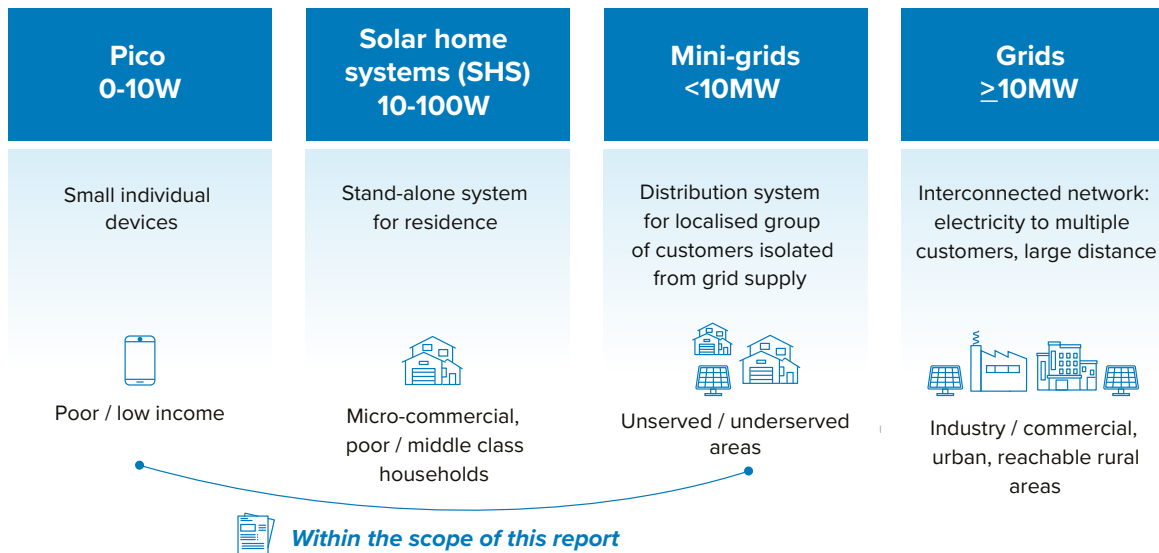 Pico
0-10W
Solar home
systems (SHS)
10-100W
Mini-grids
<10MW
Grids
≥10MW
Small individual
devices
Stand-alone system
for residence
Distribution system
for localised group
of customers isolated
from grid supply
Interconnected network:
electricity to multiple
customers, large distance
Poor / low income
Micro-commercial,
poor / middle class
households
Unserved / underserved
areas
Industry / commercial,
urban, reachable rural
areas
Within the scope of this report